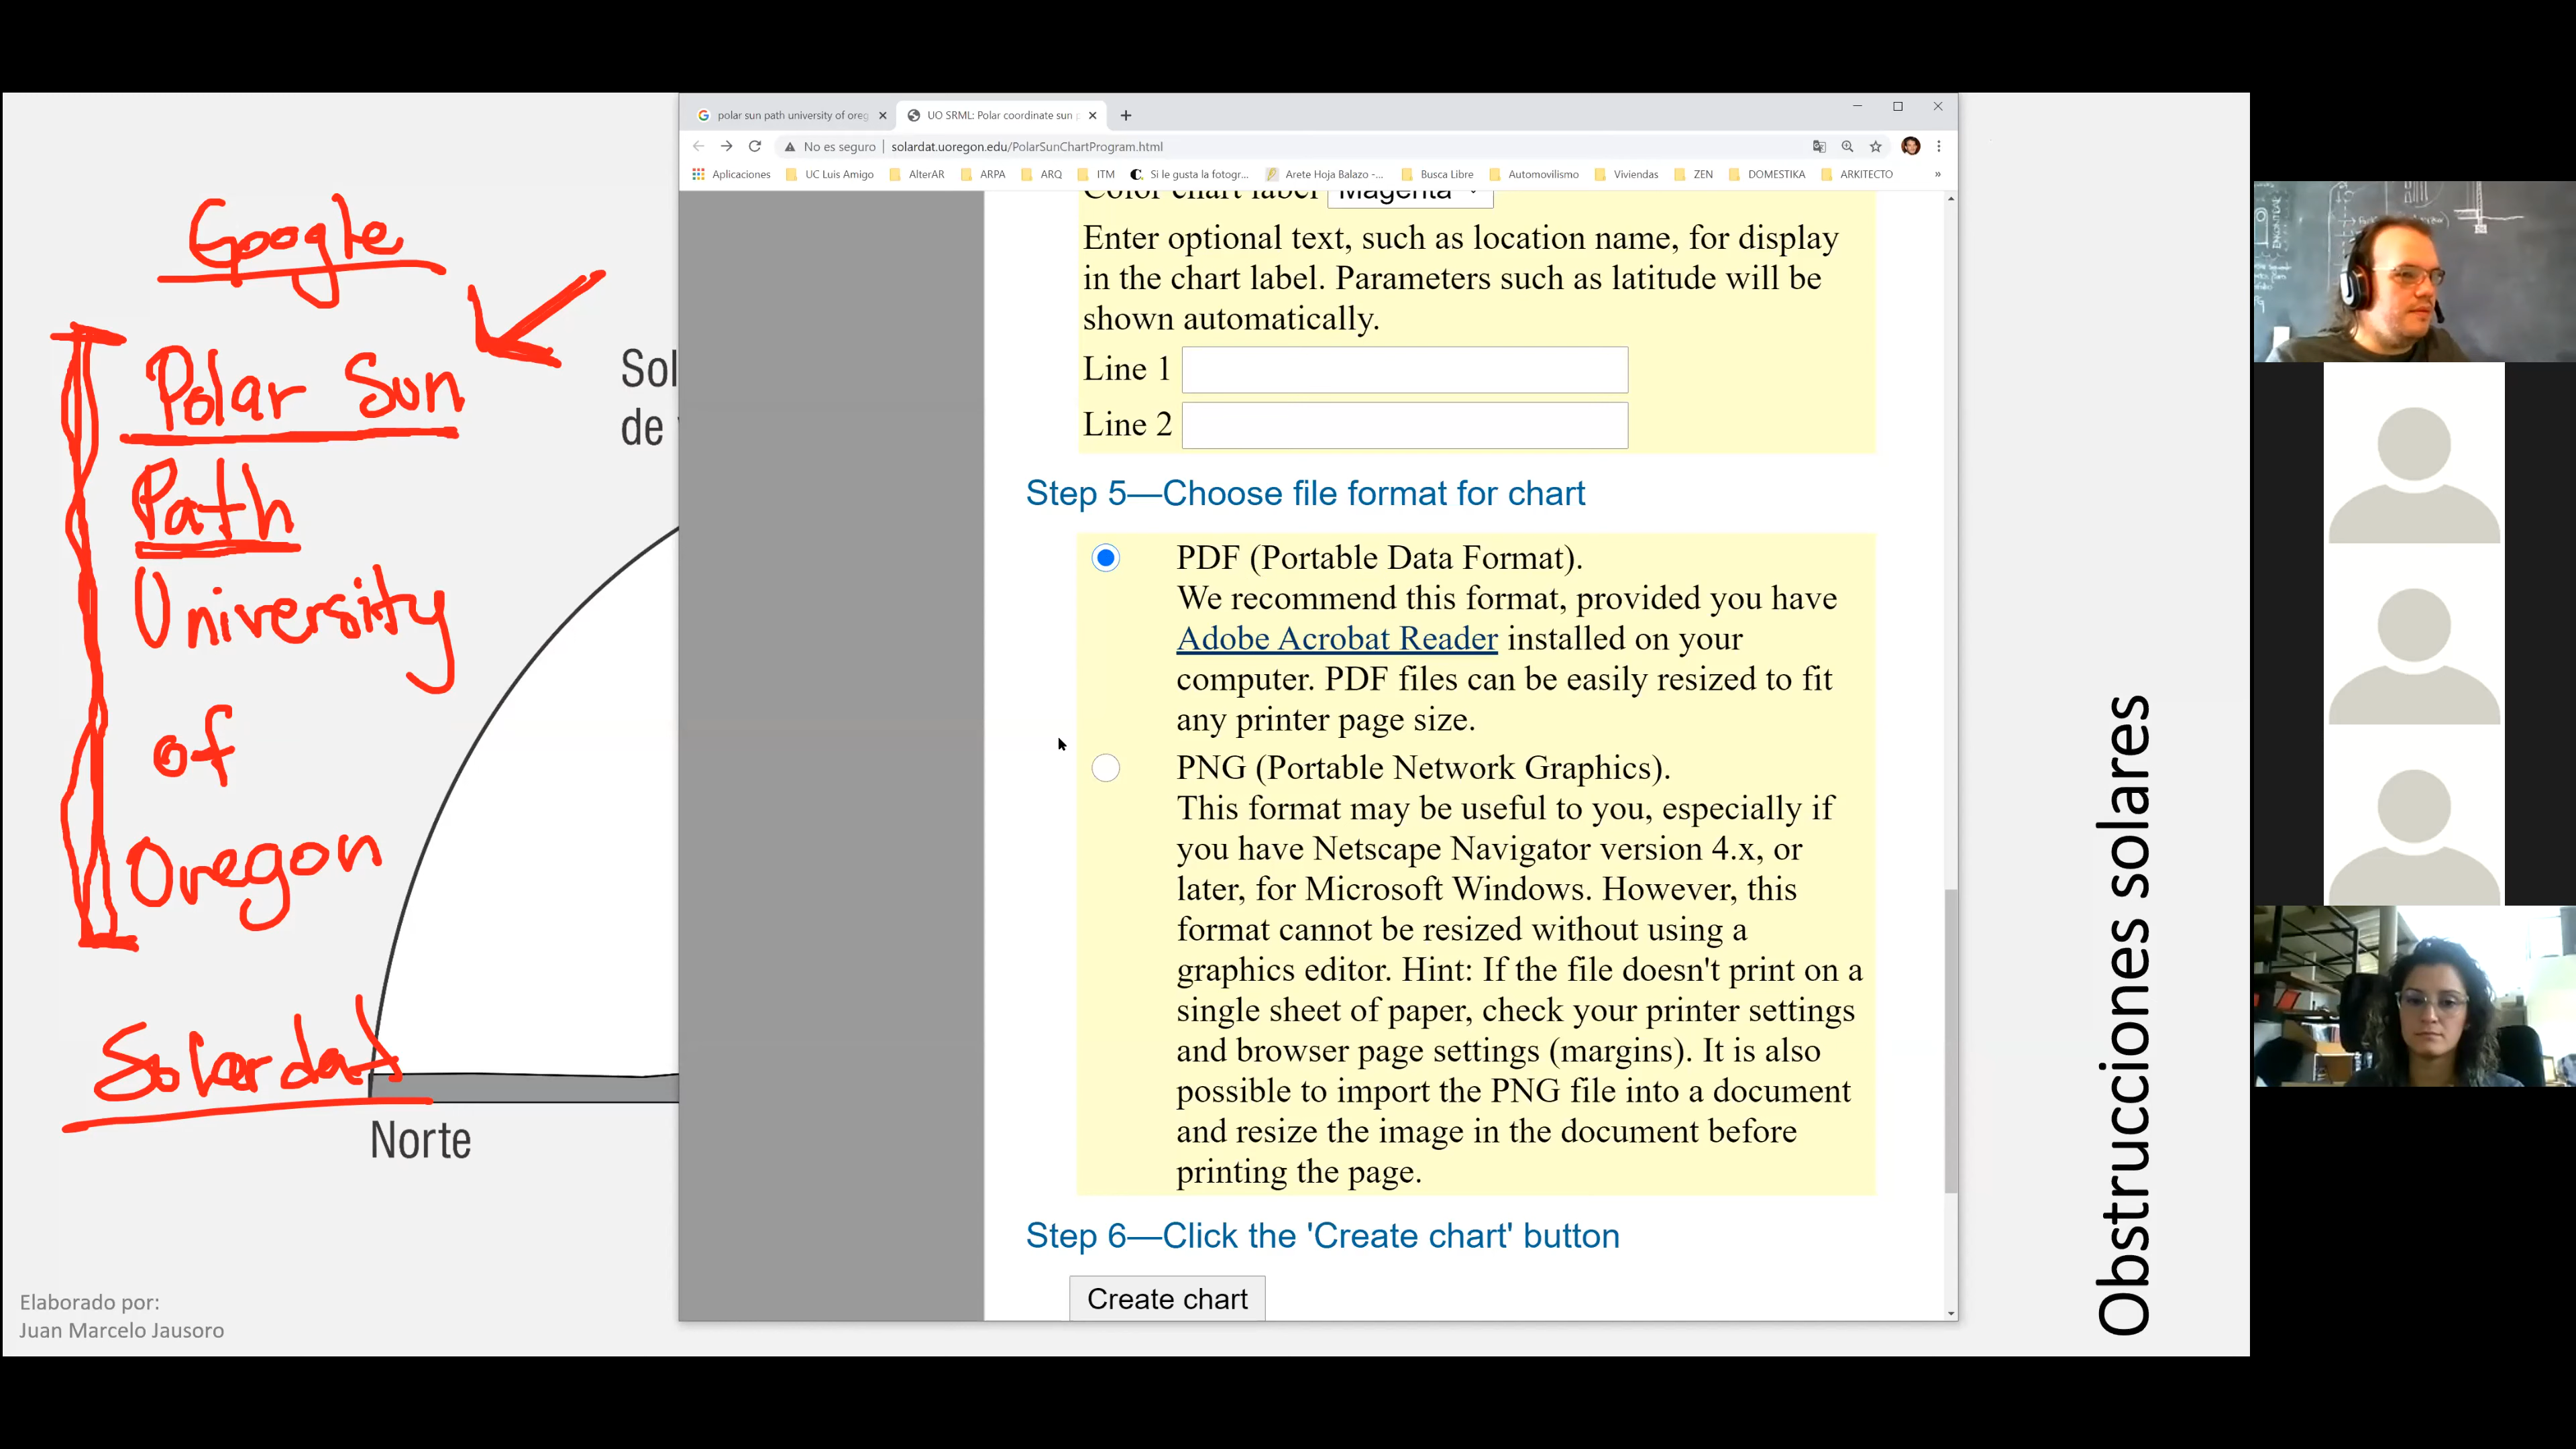 Google
Polar Sun
Path
University
of
Oregon
Solardat
Sol
de
Norte
Elaborado por:
Juan Marcelo Jausoro
polar sun path university of oreg
UO SRML: Polar coordinate sun
No es seguro
solardat.uoregon.edu/PolarSunChartProgram.html
Aplicaciones
UC Luis Amigo
AlterAR
ARPA
ARQ
ITM
Si le gusta la fotogr...
Arete Hoja Balazo -...
Busca Libre
Automovilismo
Viviendas
ZEN
DOMESTIKA
ARKITECTO
»
Color chart label Magenta
Enter optional text, such as location name, for display
in the chart label. Parameters such as latitude will be
shown automatically.
Line 1
Line 2
Step 5—Choose file format for chart
PDF (Portable Data Format).
We recommend this format, provided you have
Adobe Acrobat Reader installed on your
computer. PDF files can be easily resized to fit
any printer page size.
PNG (Portable Network Graphics).
This format may be useful to you, especially if
you have Netscape Navigator version 4.x, or
later, for Microsoft Windows. However, this
format cannot be resized without using a
graphics editor. Hint: If the file doesn't print on a
single sheet of paper, check your printer settings
and browser page settings (margins). It is also
possible to import the PNG file into a document
and resize the image in the document before
printing the page.
Step 6—Click the 'Create chart' button
Create chart
Obstrucciones solares